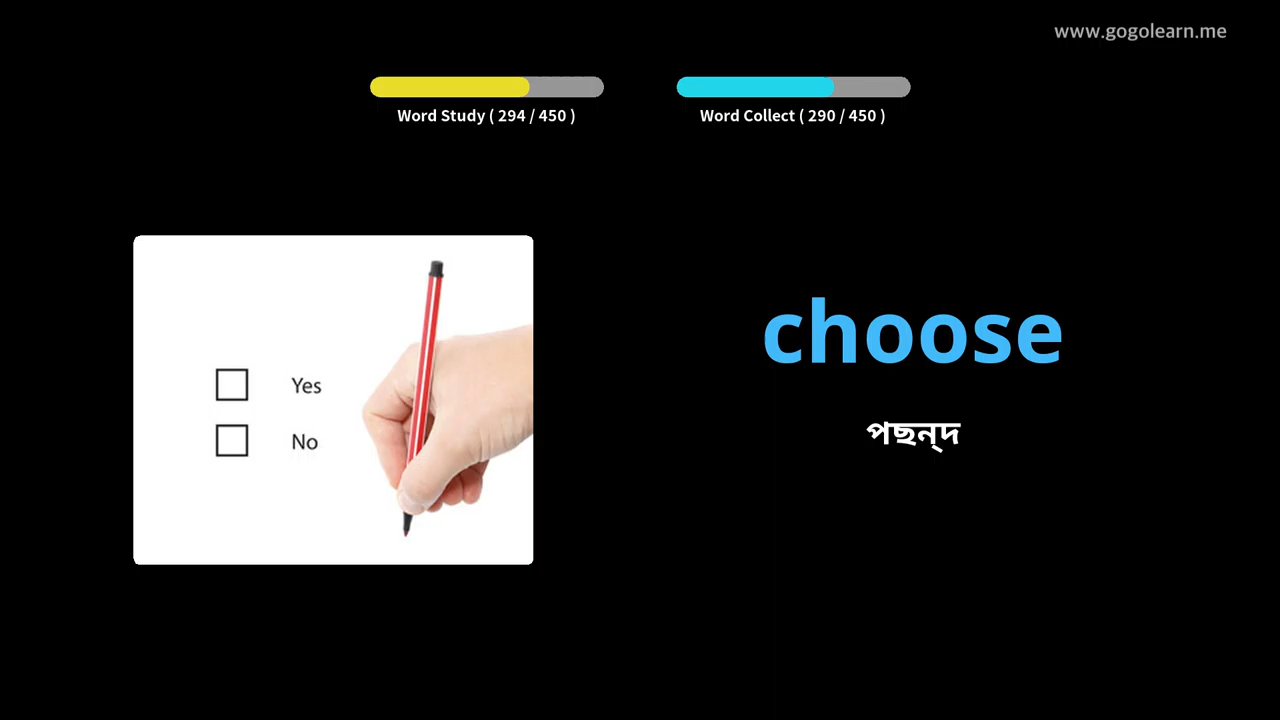 www.gogolearn.me
Word Study ( 294 / 450 )
Word Collect ( 290 / 450 )
choose
পছন্দ
Yes
No